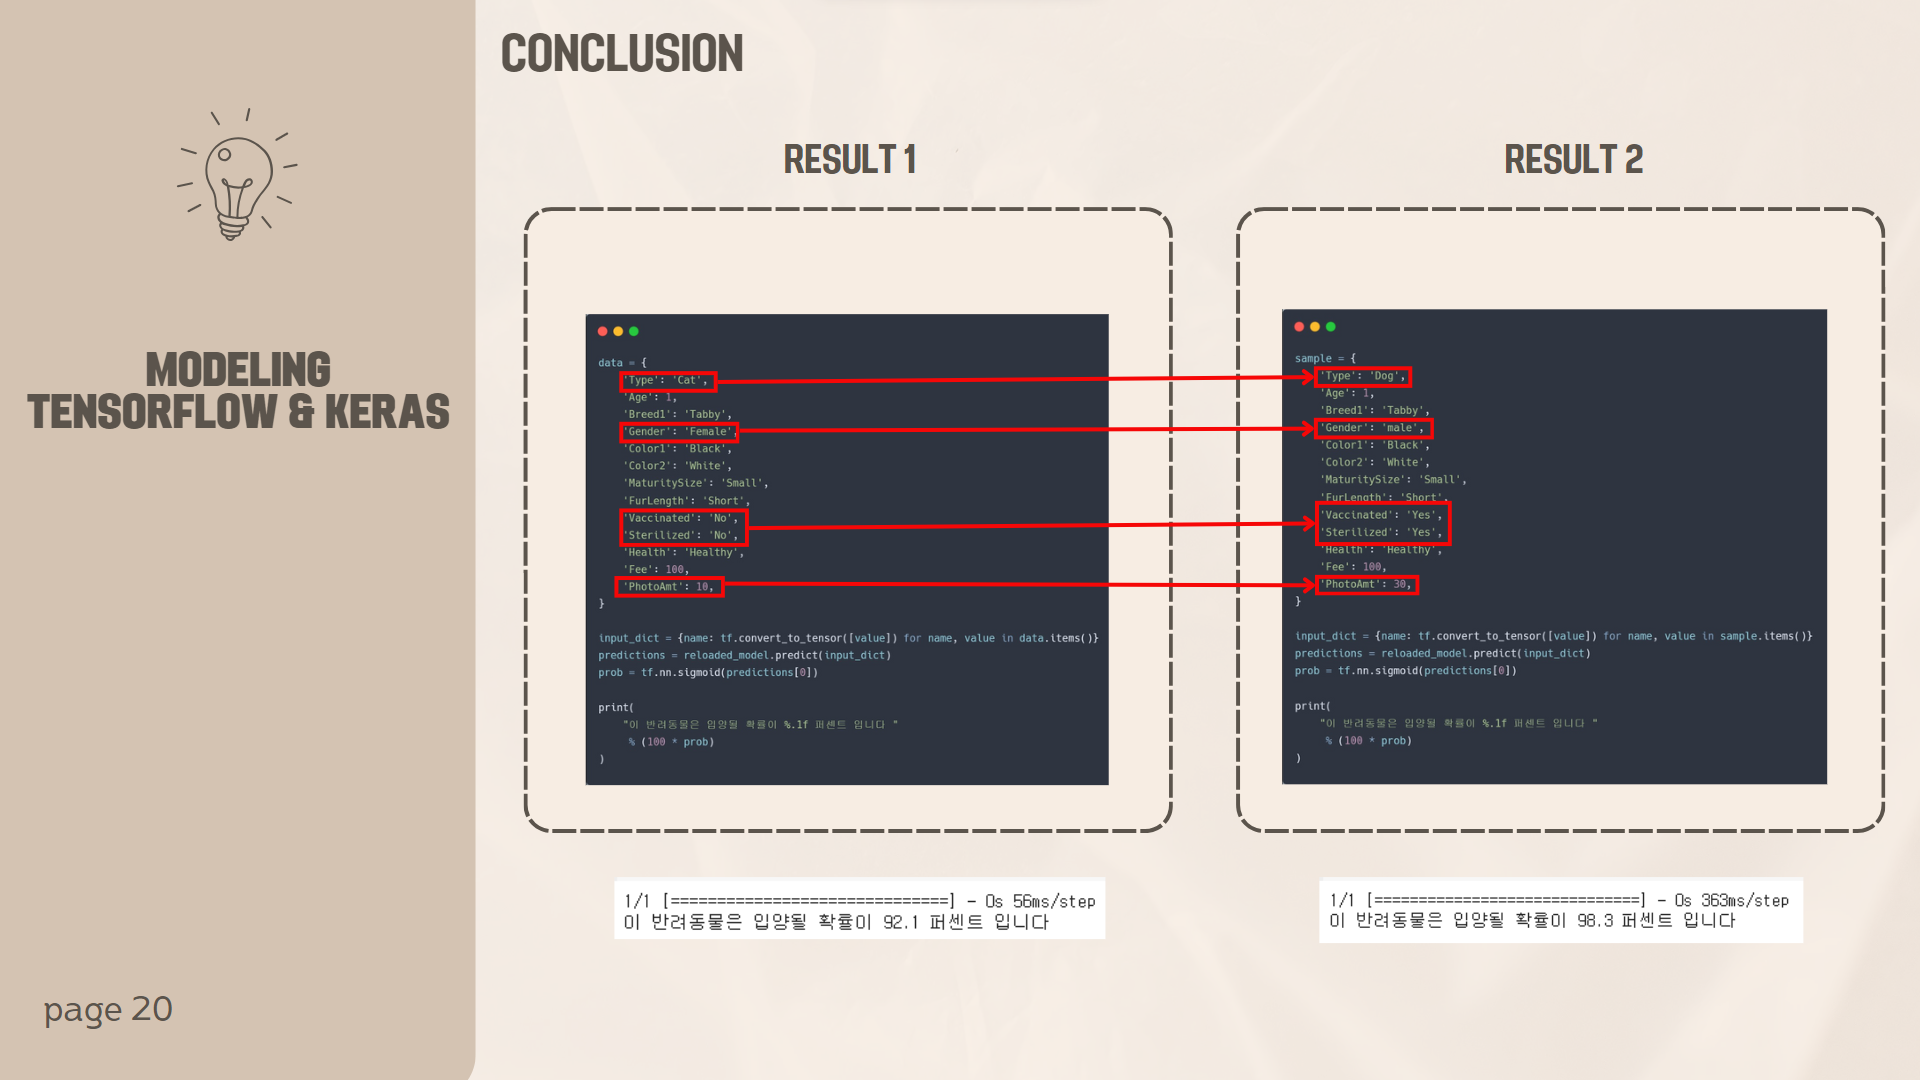 CONCLUSION
MODELING
TENSORFLOW & KERAS
page 20
RESULT 1
data = {
'Type': 'Cat',
'Age': 1,
'Breed1': 'Tabby',
'Gender': 'Female',
'Color1': 'Black',
'Color2': 'White',
'MaturitySize': 'Small',
'FurLength': 'Short',
'Vaccinated': 'No',
'Sterilized': 'No',
'Health': 'Healthy',
'Fee': 100,
'PhotoAmt': 10,
}
input_dict = {name: tf.convert_to_tensor([value]) for name, value in data.items()}
predictions = reloaded_model.predict(input_dict)
prob = tf.nn.sigmoid(predictions[0])
print(
"이 반려동물은 입양될 확률이 %.1f 퍼센트 입니다 "
% (100 * prob)
)
1/1 [==============================] - 0s 56ms/step
이 반려동물은 입양될 확률이 92.1 퍼센트 입니다
RESULT 2
sample = {
'Type': 'Dog',
'Age': 1,
'Breed1': 'Tabby',
'Gender': 'male',
'Color1': 'Black',
'Color2': 'White',
'MaturitySize': 'Small',
'FurLength': 'Short',
'Vaccinated': 'Yes',
'Sterilized': 'Yes',
'Health': 'Healthy',
'Fee': 100,
'PhotoAmt': 30,
}
input_dict = {name: tf.convert_to_tensor([value]) for name, value in sample.items()}
predictions = reloaded_model.predict(input_dict)
prob = tf.nn.sigmoid(predictions[0])
print(
"이 반려동물은 입양될 확률이 %.1f 퍼센트 입니다 "
% (100 * prob)
)
1/1 [==============================] - 0s 363ms/step
이 반려동물은 입양될 확률이 98.3 퍼센트 입니다